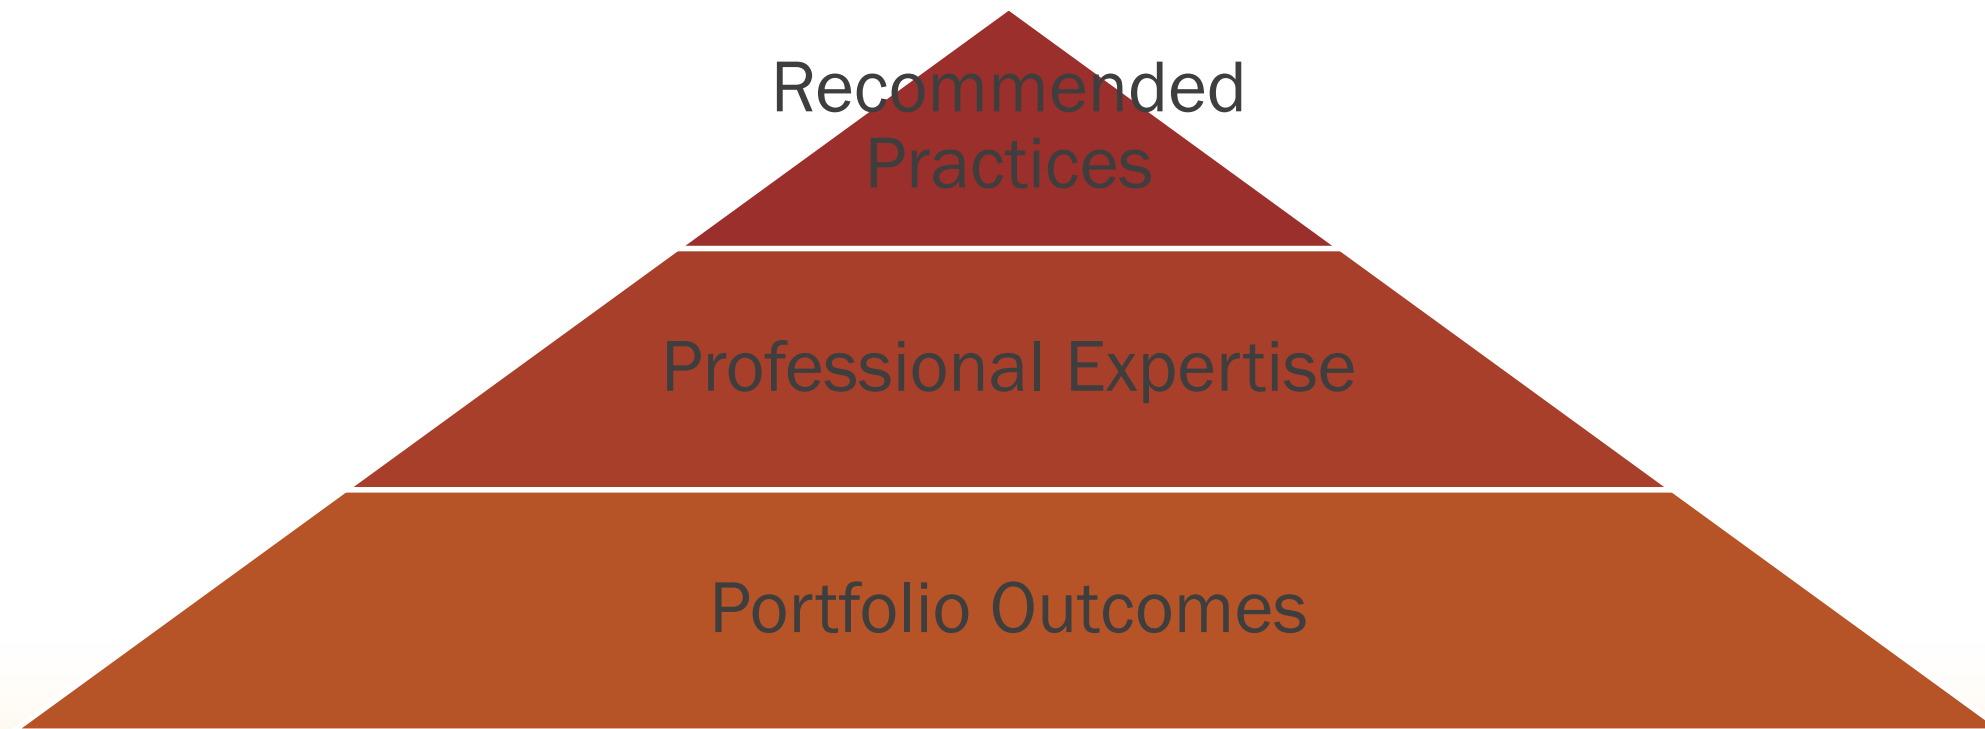 Recommended
Practices
Professional Expertise
Portfolio Outcomes